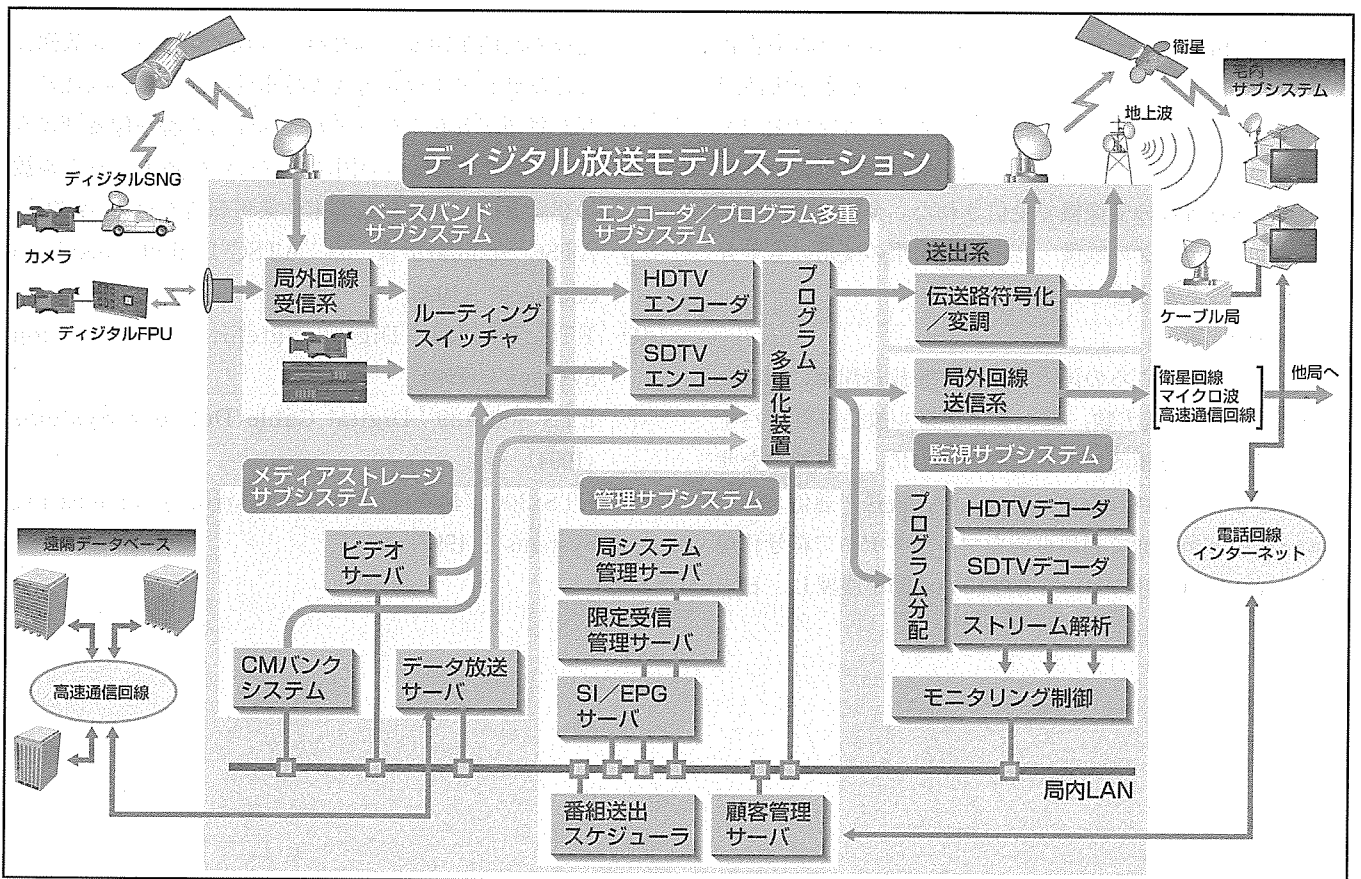 衛星
宅内
サブシステム
地上波
ディジタル放送モデルステーション
ディジタルSNG
カメラ
ディジタルFPU
ベースバンド
サブシステム
エンコーダ／プログラム多重
サブシステム
送出系
局外回線
受信系
ルーティング
スイッチャ
HDTV
エンコーダ
SDTV
エンコーダ
プログラム
多重化装置
伝送路符号化
／変調
ケーブル局
局外回線
送信系
衛星回線
マイクロ波
高速通信回線
他局へ
メディアストレージ
サブシステム
管理サブシステム
監視サブシステム
遠隔データベース
高速通信回線
ビデオ
サーバ
CMバンク
システム
データ放送
サーバ
局システム
管理サーバ
限定受信
管理サーバ
SI／EPG
サーバ
プログラム分配
HDTVデコーダ
SDTVデコーダ
ストリーム解析
モニタリング制御
電話回線
インターネット
局内LAN
番組送出
スケジューラ
顧客管理
サーバ